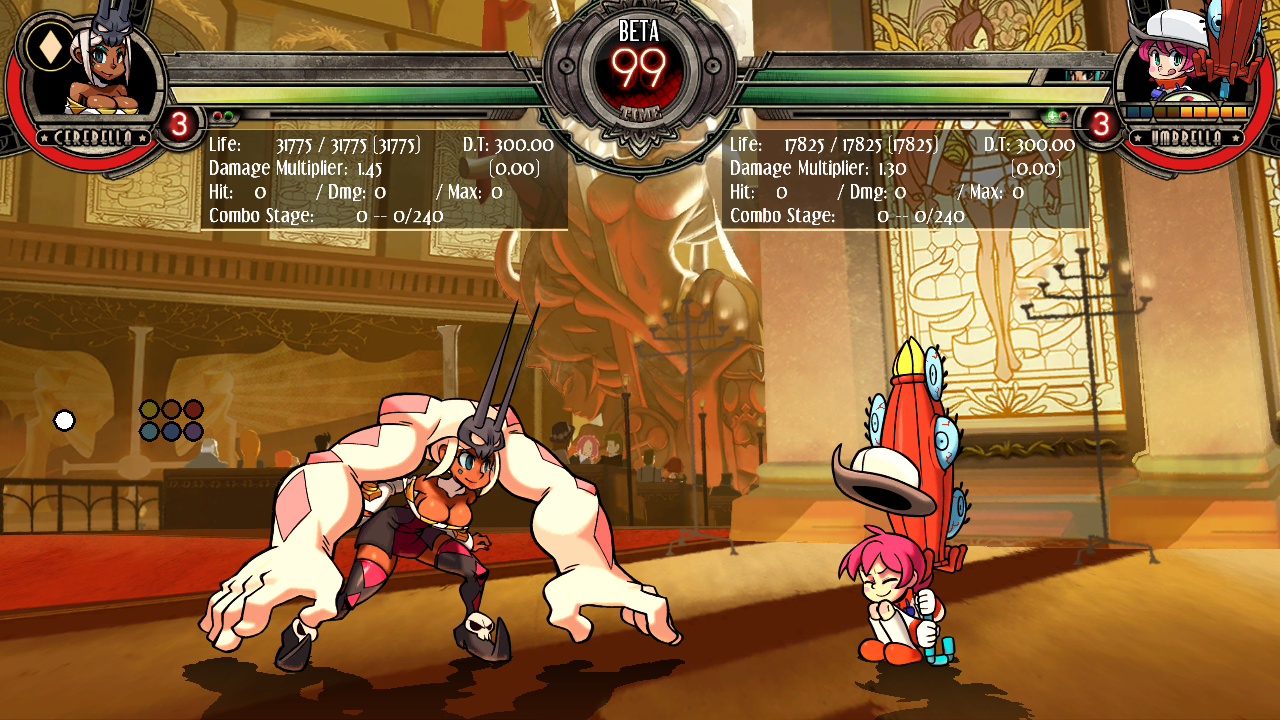 BETA
99
TIME
CEREBELLA
3
3
UMBRELLA
Life: 31775 / 31775 (31775) D.T: 300.00
Damage Multiplier: 1.45 (0.00)
Hit: 0 / Dmg: 0 / Max: 0
Combo Stage: 0 -- 0/240
Life: 17825 / 17825 (17825) D.T: 300.00
Damage Multiplier: 1.30 (0.00)
Hit: 0 / Dmg: 0 / Max: 0
Combo Stage: 0 -- 0/240